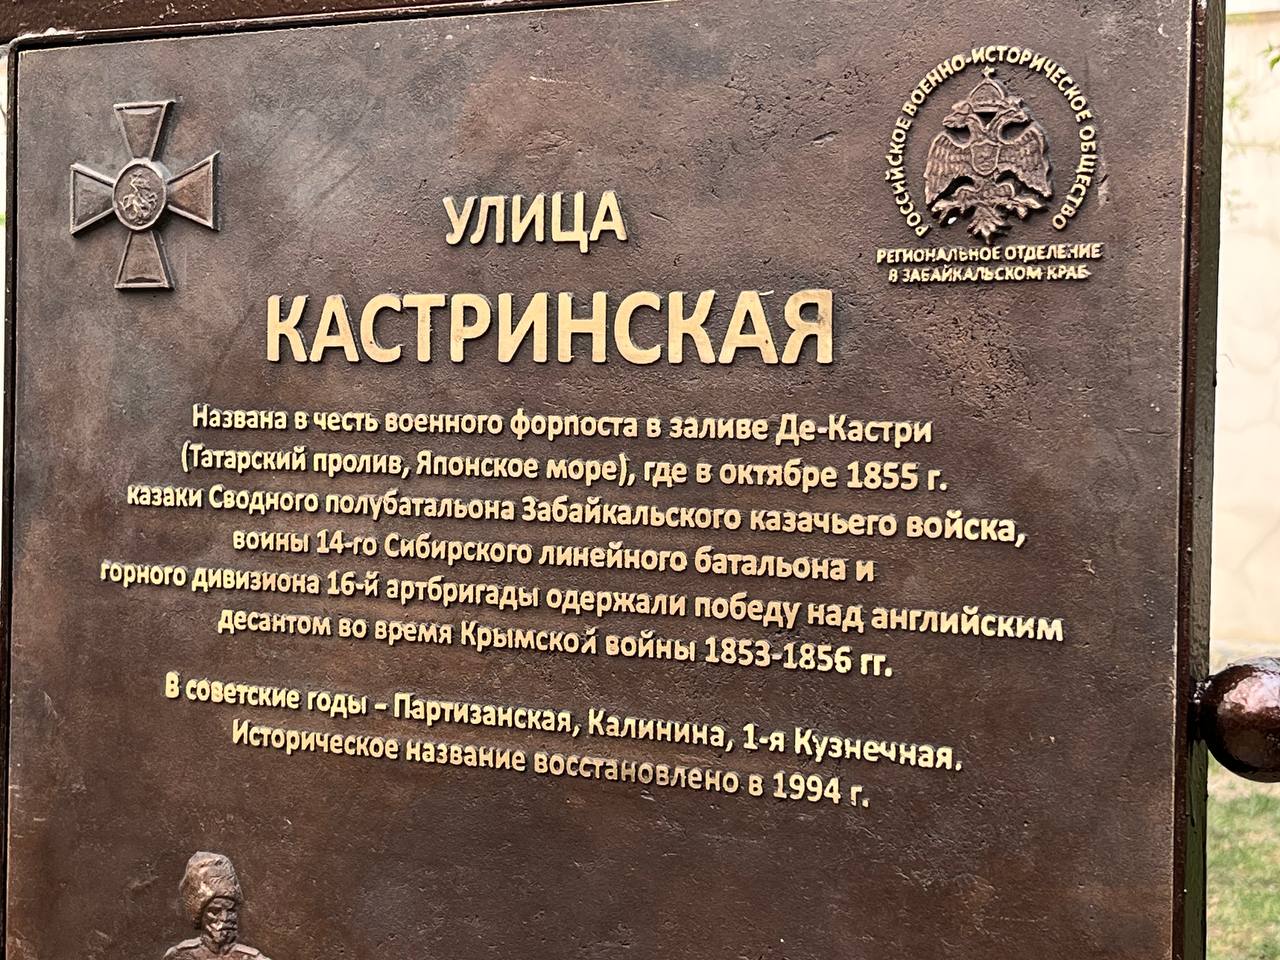 РОССИЙСКОЕ ВОЕННО-ИСТОРИЧЕСКОЕ ОБЩЕСТВО
РЕГИОНАЛЬНОЕ ОТДЕЛЕНИЕ
В ЗАБАЙКАЛЬСКОМ КРАЕ
УЛИЦА
КАСТРИНСКАЯ
Названа в честь военного форпоста в заливе Де-Кастри
(Татарский пролив, Японское море), где в октябре 1855 г.
казаки Сводного полубатальона Забайкальского казачьего войска,
воины 14-го Сибирского линейного батальона и
горного дивизиона 16-й артбригады одержали победу над английским
десантом во время Крымской войны 1853-1856 гг.
В советские годы – Партизанская, Калинина, 1-я Кузнечная.
Историческое название восстановлено в 1994 г.